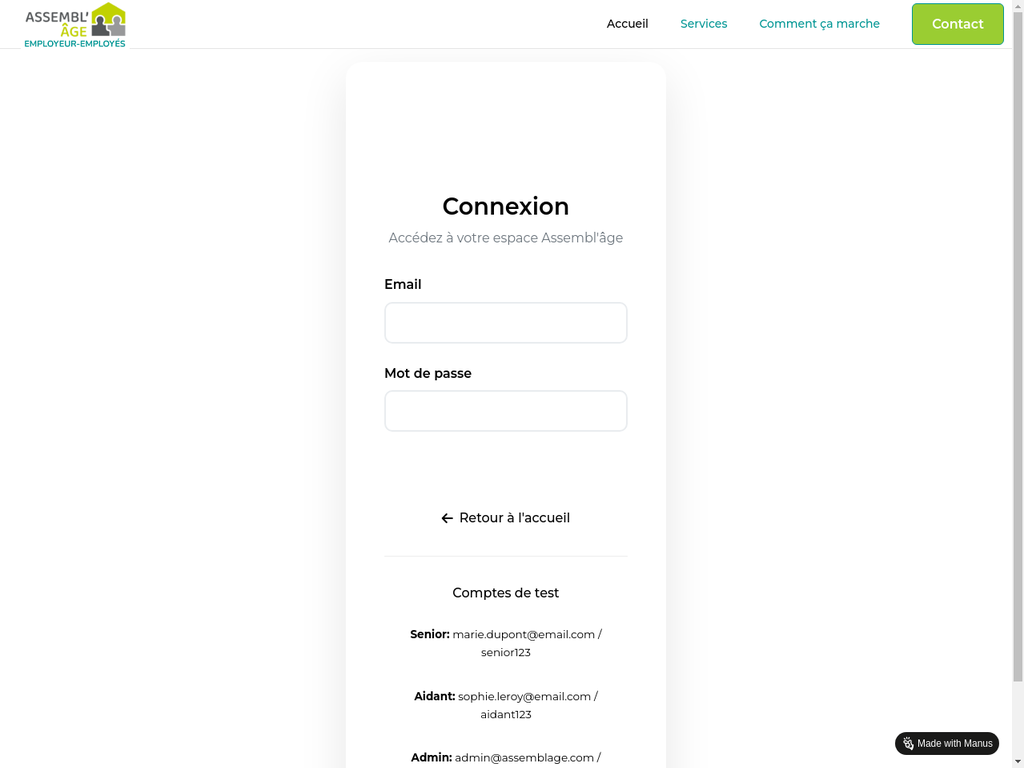 ASSEMBL'
ÂGE
EMPLOYEUR-EMPLOYÉS
Accueil
Services
Comment ça marche
Contact
Connexion
Accédez à votre espace Assembl'âge
Email
Mot de passe
← Retour à l'accueil
Comptes de test
Senior: marie.dupont@email.com /
senior123
Aidant: sophie.leroy@email.com /
aidant123
Admin: admin@assemblage.com /
Made with Manus